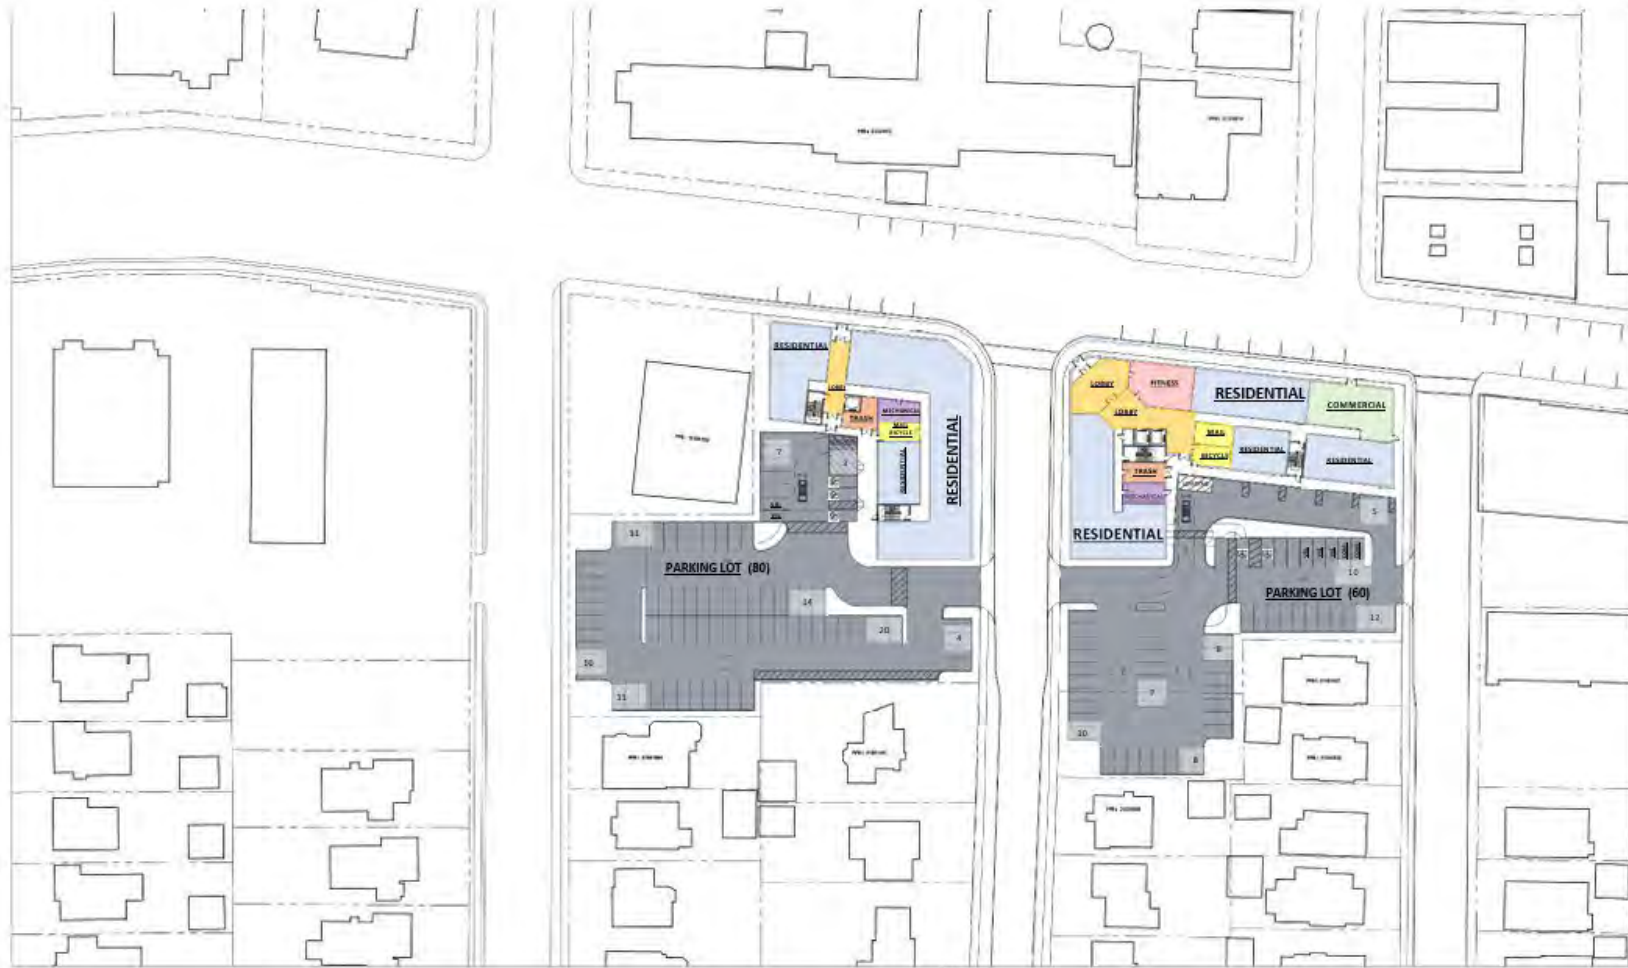 RESIDENTIAL
LOBBY
TRASH
MECHANICAL
MAIL
BICYCLE
RESIDENTIAL
RESIDENTIAL
7
2
11
PARKING LOT (80)
14
20
4
10
11
LOBBY
FITNESS
RESIDENTIAL
COMMERCIAL
LOBBY
MAIL
BICYCLE
RESIDENTIAL
RESIDENTIAL
TRASH
MECHANICAL
RESIDENTIAL
5
10
PARKING LOT (60)
12
7
10
8